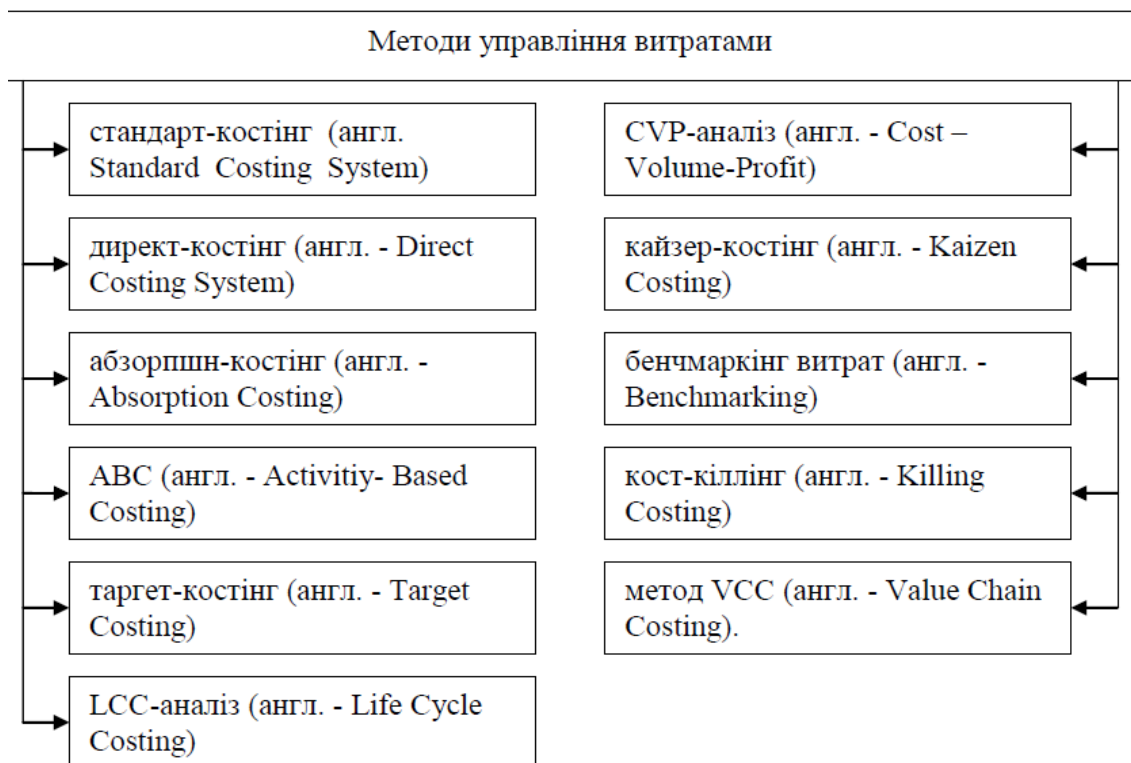 Методи управління витратами
стандарт-костінг (англ.
Standard Costing System)
директ-костінг (англ. - Direct
Costing System)
абзорпшн-костінг (англ. -
Absorption Costing)
ABC (англ. - Activitiy- Based
Costing)
таргет-костінг (англ. - Target
Costing)
LCC-аналіз (англ. - Life Cycle
Costing)
CVP-аналіз (англ. - Cost –
Volume-Profit)
кайзер-костінг (англ. - Kaizen
Costing)
бенчмаркінг витрат (англ. -
Benchmarking)
кост-кіллінг (англ. - Killing
Costing)
метод VCC (англ. - Value Chain
Costing).